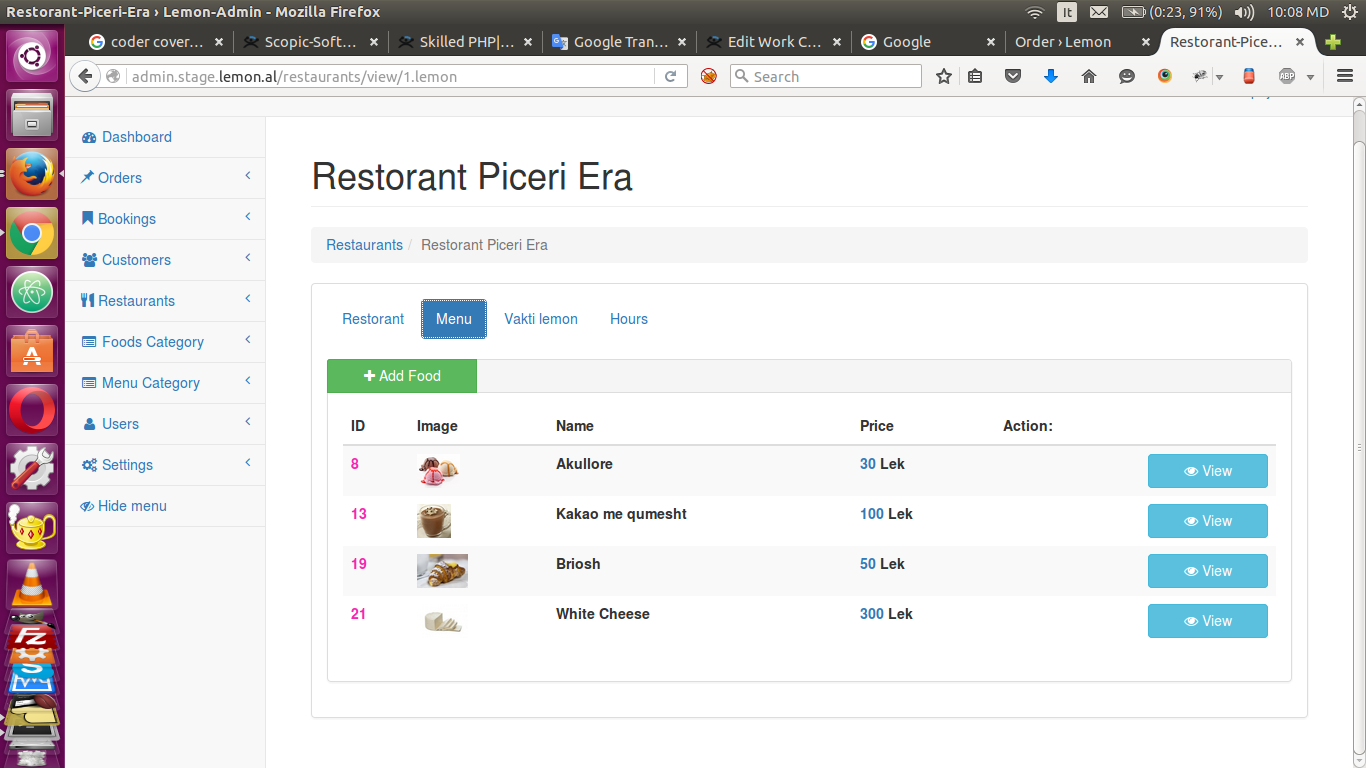 Restorant-Piceri-Era › Lemon-Admin - Mozilla Firefox
It
(0:23, 91%)
10:08 MD
coder cover…
Scopic-Soft…
Skilled PHP|…
Google Tran…
Edit Work C…
Google
Order › Lemon
Restorant-Pice…
admin.stage.lemon.al/restaurants/view/1.lemon
Search
ABP
Dashboard
Orders
Bookings
Customers
Restaurants
Foods Category
Menu Category
Users
Settings
Hide menu
Restorant Piceri Era
Restaurants / Restorant Piceri Era
Restorant Menu Vakti lemon Hours
Add Food
ID Image Name Price Action:
8 Akullore 30 Lek View
13 Kakao me qumesht 100 Lek View
19 Briosh 50 Lek View
21 White Cheese 300 Lek View